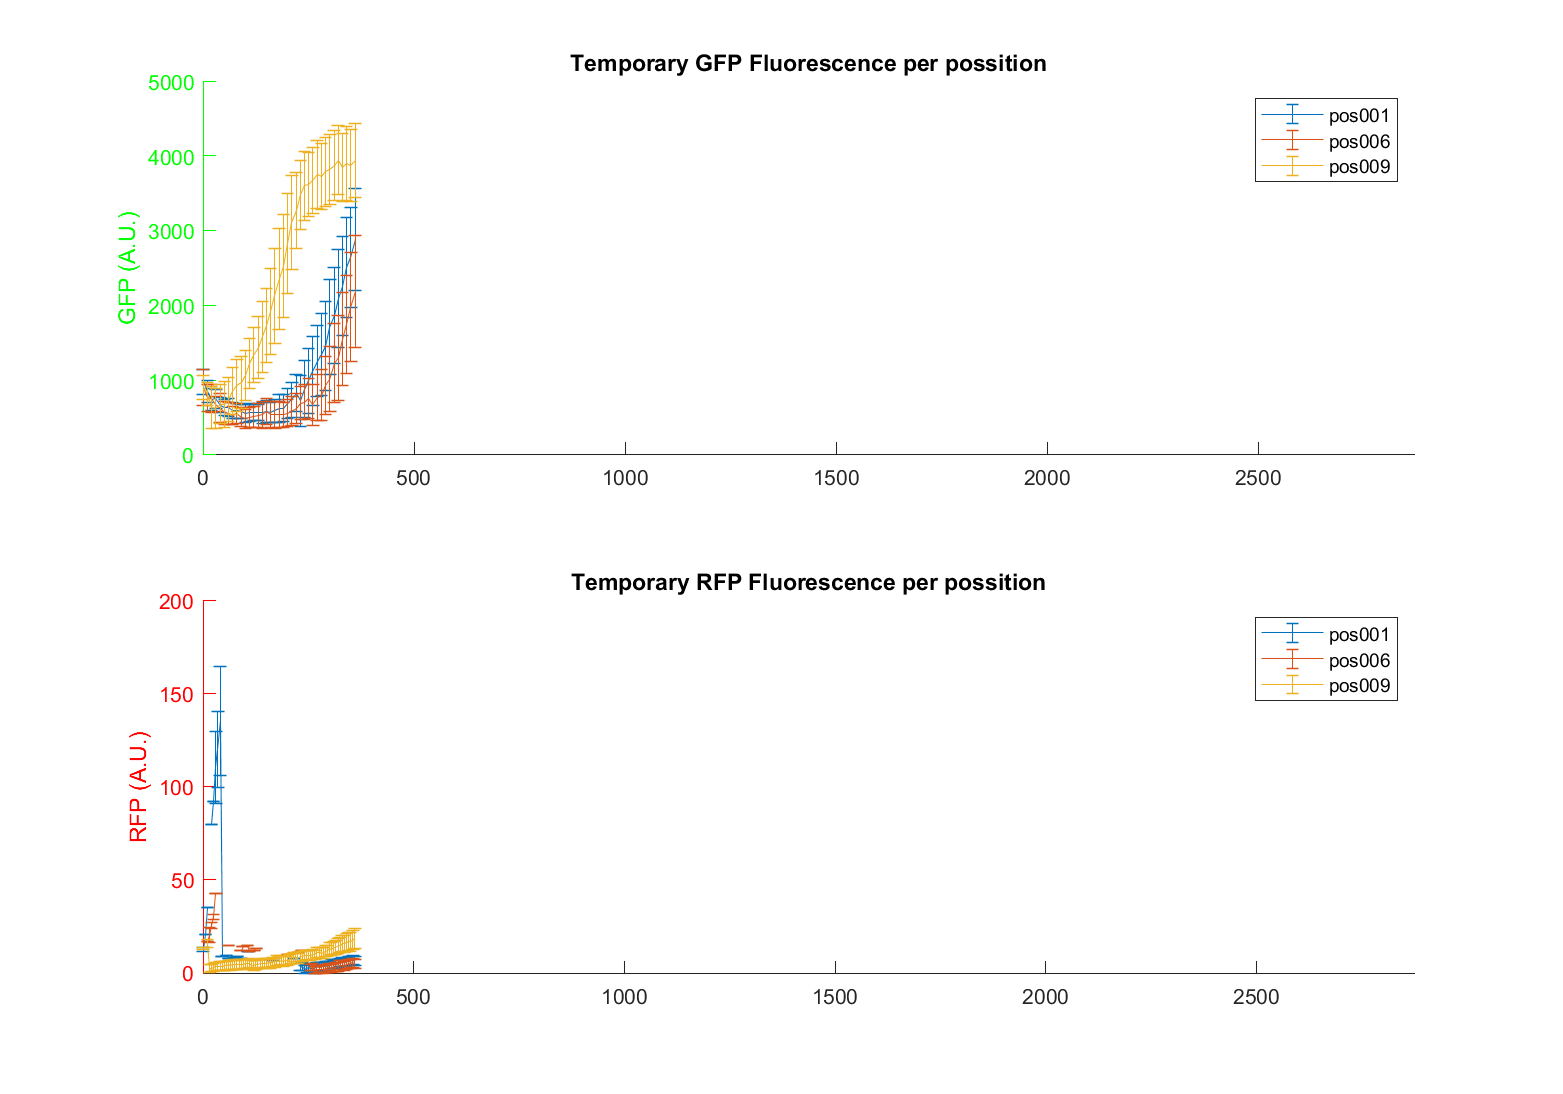 Temporary GFP Fluorescence per possition
5000
4000
3000
2000
1000
0
GFP (A.U.)
0 500 1000 1500 2000 2500
pos001
pos006
pos009
Temporary RFP Fluorescence per possition
200
150
100
50
0
RFP (A.U.)
0 500 1000 1500 2000 2500
pos001
pos006
pos009